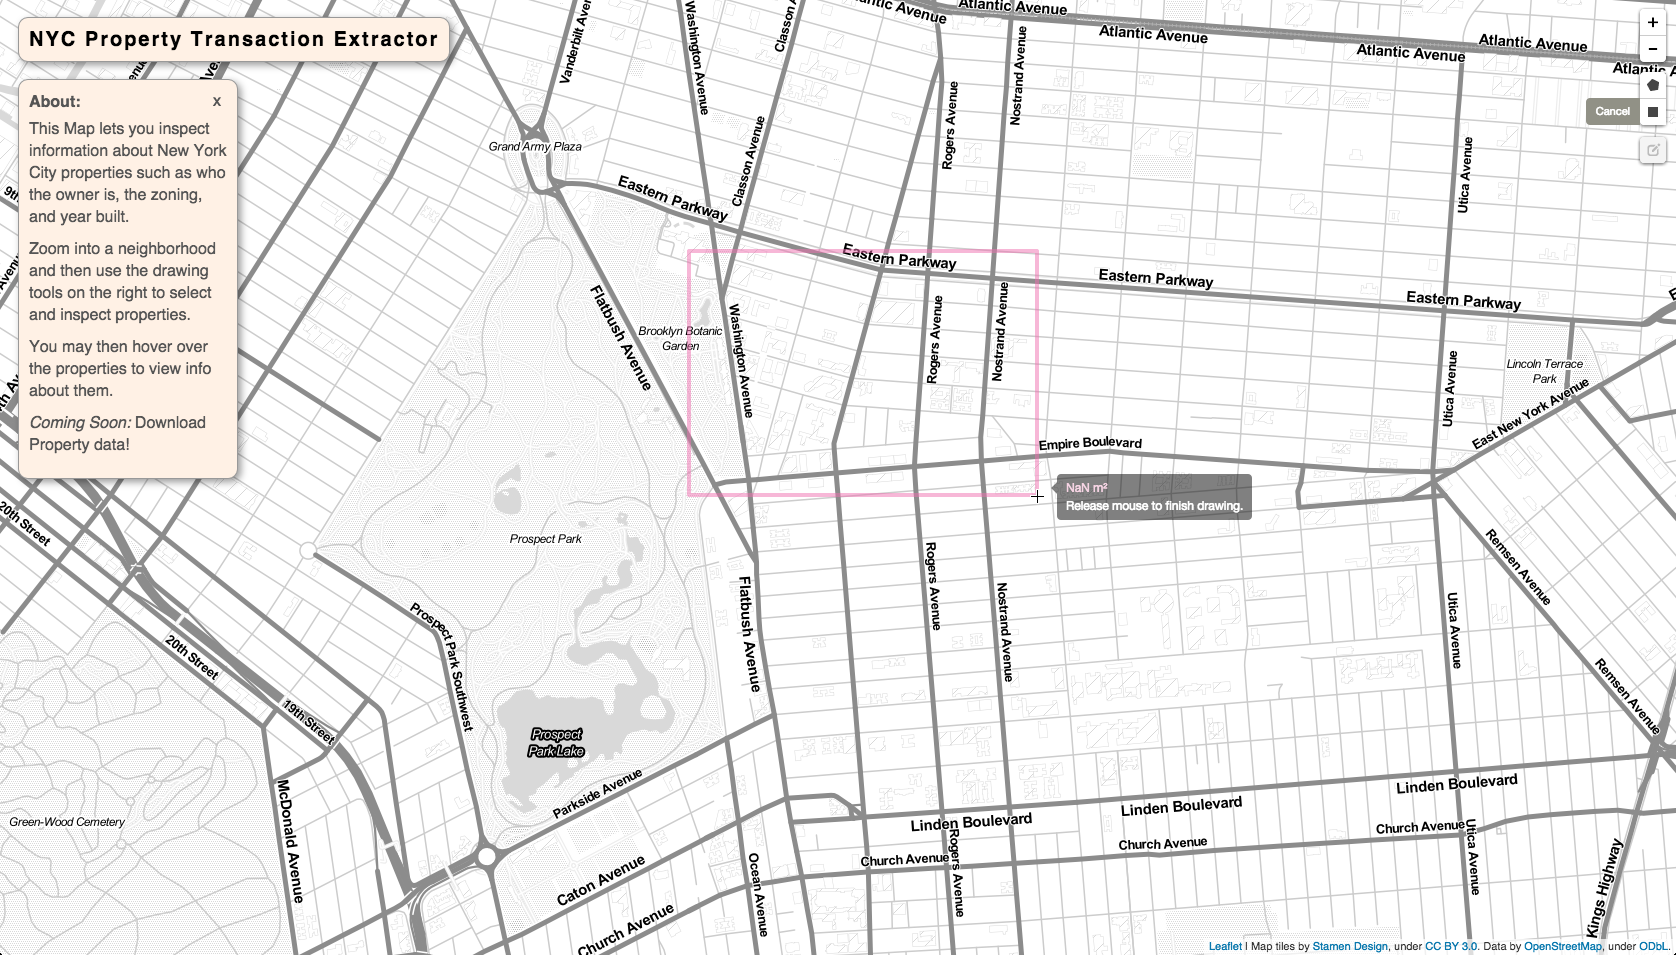 NYC Property Transaction Extractor
About:
x
This Map lets you inspect
information about New York
City properties such as who
the owner is, the zoning,
and year built.
Zoom into a neighborhood
and then use the drawing
tools on the right to select
and inspect properties.
You may then hover over
the properties to view info
about them.
Coming Soon: Download
Property data!
+
−
Cancel
Atlantic Avenue
Atlantic Avenue
Atlantic Avenue
Atlantic Avenue
Vanderbilt Aven
Washington Avenue
Classon A
Classon Avenue
Rogers Avenue
Nostrand Avenue
Utica Avenue
Grand Army Plaza
Eastern Parkway
Eastern Parkway
Eastern Parkway
Eastern Parkway
Flatbush Avenue
Brooklyn Botanic
Garden
Washington Avenue
Rogers Avenue
Nostrand Avenue
Utica Avenue
Lincoln Terrace
Park
East New York Avenue
Empire Boulevard
NaN m²
Release mouse to finish drawing.
20th Street
Prospect Park
Flatbush Avenue
Rogers Avenue
Nostrand Avenue
Utica Avenue
Remsen Avenue
Remsen Avenue
Prospect Park Southwest
20th Street
19th Street
Prospect
Park Lake
Parkside Avenue
McDonald Avenue
Green-Wood Cemetery
Linden Boulevard
Linden Boulevard
Linden Boulevard
Church Avenue
Church Avenue
Church Avenue
Church Avenue
Caton Avenue
Ocean Avenue
Rogers Avenue
Utica Avenue
Kings Highway
Leaflet | Map tiles by Stamen Design, under CC BY 3.0. Data by OpenStreetMap, under ODbL.